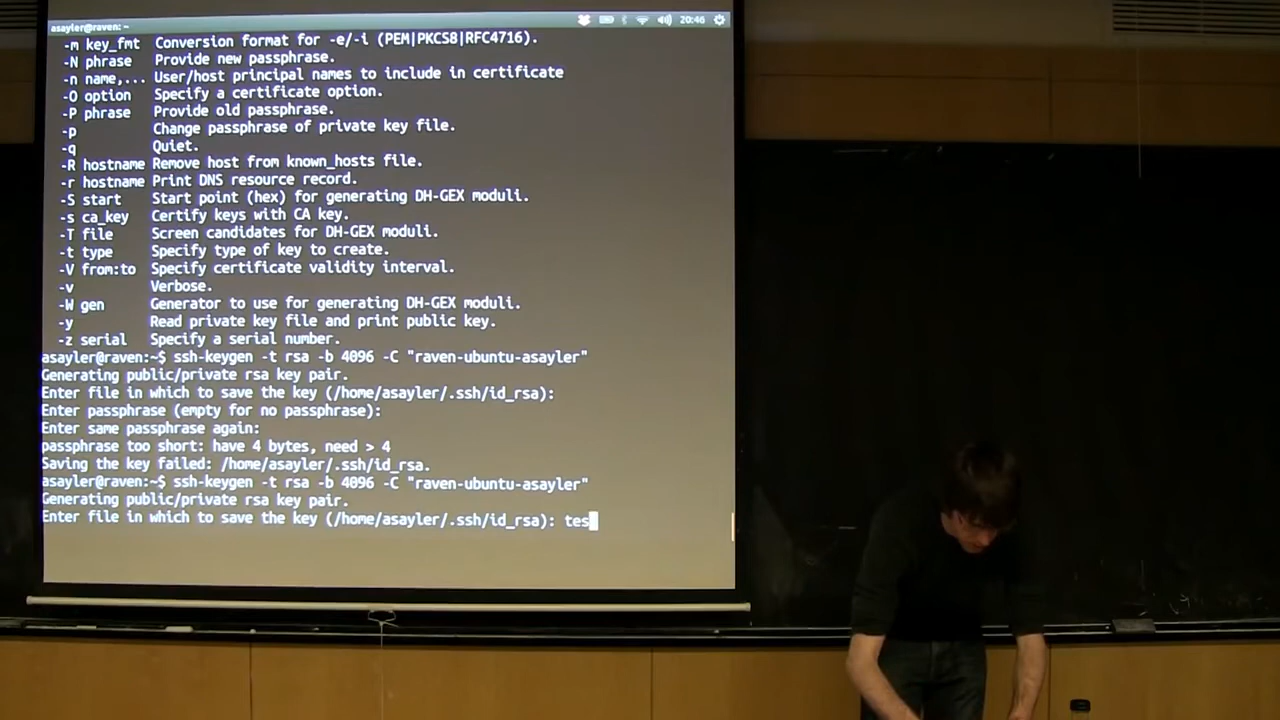 asayler@raven: ~ 20:46
-m key_fmt Conversion format for -e/-i (PEM|PKCS8|RFC4716).
-N phrase Provide new passphrase.
-n name,... User/host principal names to include in certificate
-O option Specify a certificate option.
-P phrase Provide old passphrase.
-p Change passphrase of private key file.
-q Quiet.
-R hostname Remove host from known_hosts file.
-r hostname Print DNS resource record.
-S start Start point (hex) for generating DH-GEX moduli.
-s ca_key Certify keys with CA key.
-T file Screen candidates for DH-GEX moduli.
-t type Specify type of key to create.
-V from:to Specify certificate validity interval.
-v Verbose.
-W gen Generator to use for generating DH-GEX moduli.
-y Read private key file and print public key.
-z serial Specify a serial number.
asayler@raven:~$ ssh-keygen -t rsa -b 4096 -C "raven-ubuntu-asayler"
Generating public/private rsa key pair.
Enter file in which to save the key (/home/asayler/.ssh/id_rsa):
Enter passphrase (empty for no passphrase):
Enter same passphrase again:
passphrase too short: have 4 bytes, need > 4
Saving the key failed: /home/asayler/.ssh/id_rsa.
asayler@raven:~$ ssh-keygen -t rsa -b 4096 -C "raven-ubuntu-asayler"
Generating public/private rsa key pair.
Enter file in which to save the key (/home/asayler/.ssh/id_rsa): tes